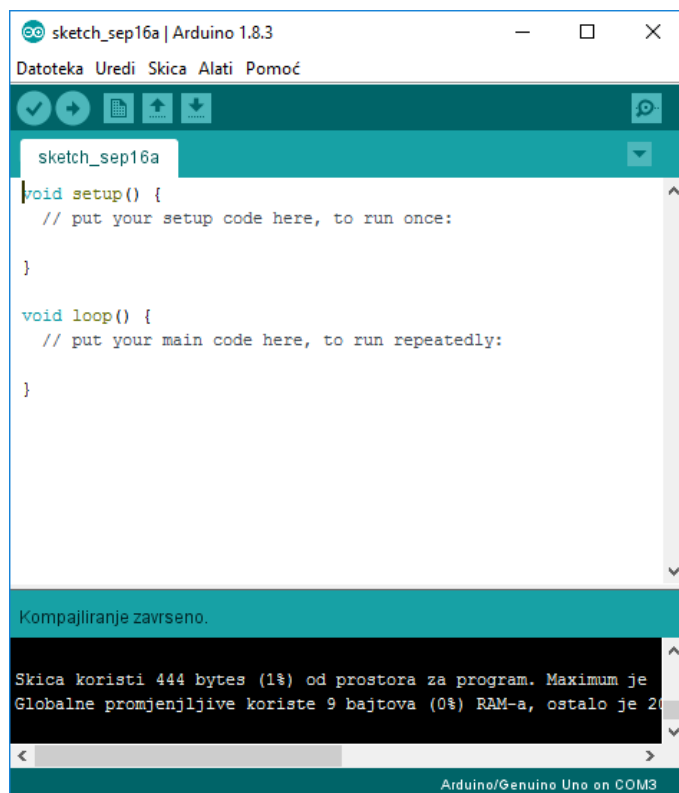 sketch_sep16a | Arduino 1.8.3
Datoteka Uredi Skica Alati Pomoć
sketch_sep16a
void setup() {
// put your setup code here, to run once:
}
void loop() {
// put your main code here, to run repeatedly:
}
Kompajliranje zavrseno.
Skica koristi 444 bytes (1%) od prostora za program. Maximum je
Globalne promjenjljive koriste 9 bajtova (0%) RAM-a, ostalo je
Arduino/Genuino Uno on COM3